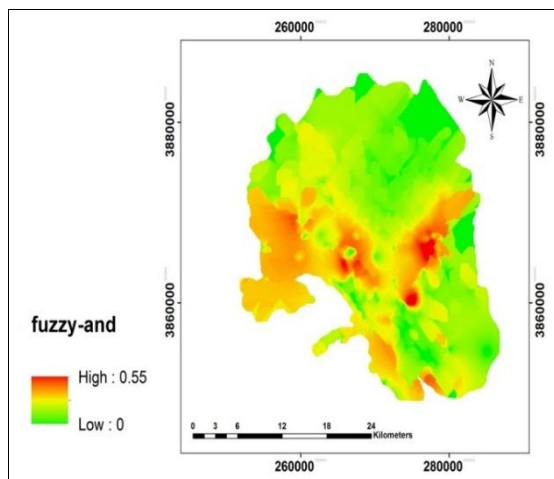 260000 280000
N
W E
S
3880000 3880000
3860000 3860000
fuzzy-and
High : 0.55
Low : 0
0 3 6 12 18 24
Kilometers
260000 280000